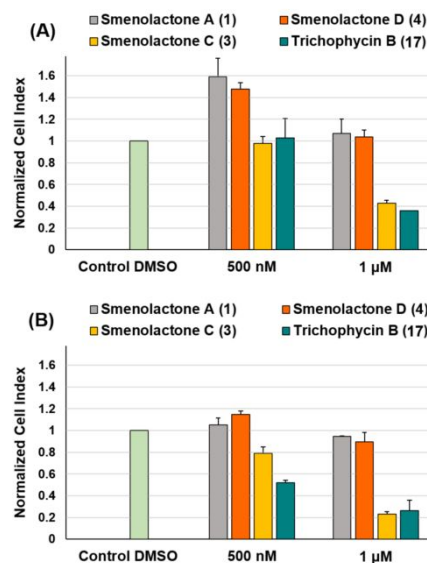 (A)
Smenolactone A (1) Smenolactone D (4)
Smenolactone C (3) Trichophycin B (17)
Normalized Cell Index
1.6
1.4
1.2
1
0.8
0.6
0.4
0.2
0
Control DMSO 500 nM 1 µM
(B)
Smenolactone A (1) Smenolactone D (4)
Smenolactone C (3) Trichophycin B (17)
Normalized Cell Index
1.6
1.4
1.2
1
0.8
0.6
0.4
0.2
0
Control DMSO 500 nM 1 µM